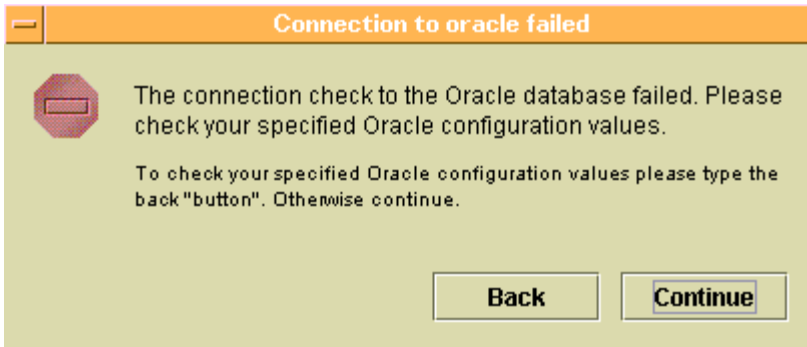 Connection to oracle failed
The connection check to the Oracle database failed. Please
check your specified Oracle configuration values.
To check your specified Oracle configuration values please type the
back "button". Otherwise continue.
Back
Continue